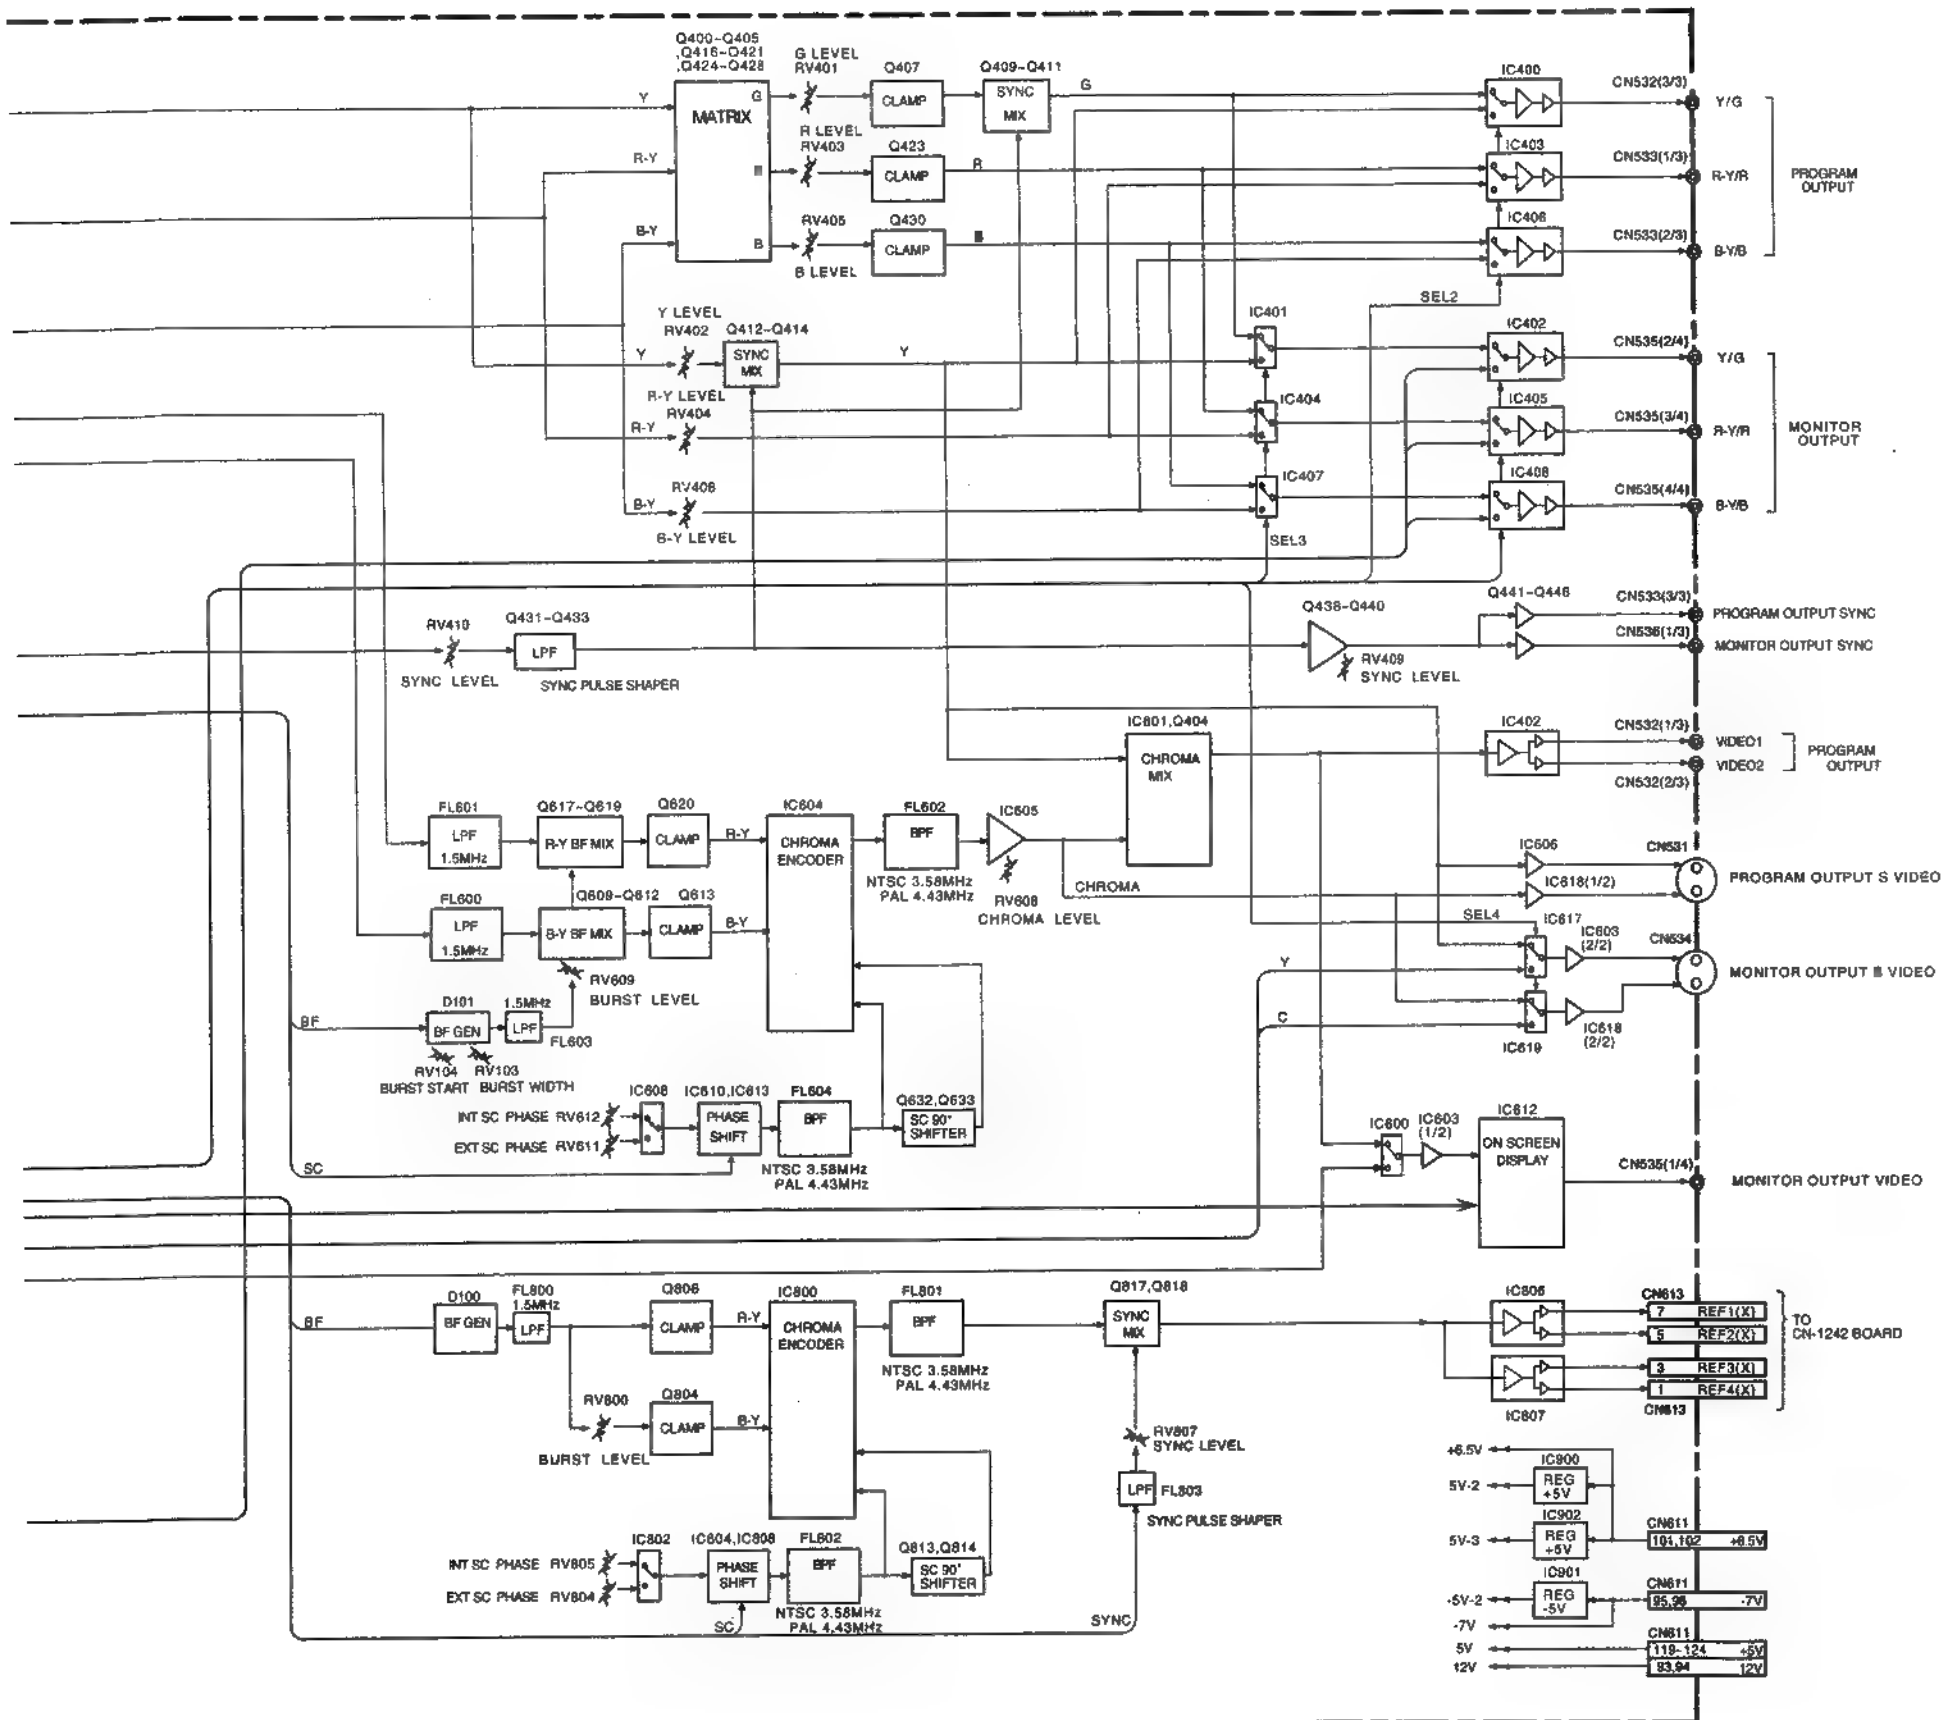 Q400~Q405
,Q416~Q421
,Q424~Q428
G LEVEL
RV401
Q407
Q409~Q411
IC400
CN532(3/3)
Y
G
CLAMP
SYNC
MIX
G
Y/G
MATRIX
R LEVEL
RV403
Q423
IC403
CN533(1/3)
R-Y
CLAMP
R
R-Y/R
PROGRAM
OUTPUT
RV405
Q430
IC406
CN533(2/3)
B-Y
B
CLAMP
B-Y/B
B LEVEL
SEL2
Y LEVEL
RV402
Q412~Q414
IC401
IC402
CN535(2/4)
Y
SYNC
MIX
Y
Y/G
R-Y LEVEL
RV404
IC404
IC405
CN535(3/4)
R-Y
R-Y/R
MONITOR
OUTPUT
RV408
IC407
IC408
CN535(4/4)
B-Y
B-Y/B
B-Y LEVEL
SEL3
RV410
Q431~Q433
Q438~Q440
Q441~Q446
CN533(3/3)
PROGRAM OUTPUT SYNC
LPF
CN536(1/3)
MONITOR OUTPUT SYNC
SYNC LEVEL
SYNC PULSE SHAPER
RV409
SYNC LEVEL
IC601,Q404
IC402
CN532(1/3)
CHROMA
MIX
VIDEO1
VIDEO2
PROGRAM
OUTPUT
CN532(2/3)
FL601
Q617~Q619
Q620
IC604
FL602
IC605
LPF
1.5MHz
R-Y BF MIX
CLAMP
R-Y
CHROMA
ENCODER
BPF
NTSC 3.58MHz
PAL 4.43MHz
IC606
CN531
IC618(1/2)
PROGRAM OUTPUT S VIDEO
FL600
Q609~Q612
Q613
RV608
CHROMA LEVEL
CHROMA
LPF
1.5MHz
B-Y BF MIX
CLAMP
B-Y
SEL4
IC617
IC603
(2/2)
CN534
RV609
BURST LEVEL
Y
MONITOR OUTPUT VIDEO
D101
1.5MHz
BF
BF GEN
LPF
FL603
C
IC618
(2/2)
IC619
RV104
RV103
BURST START
BURST WIDTH
IC608
IC610,IC613
FL604
Q632,Q633
INT SC PHASE RV612
PHASE
SHIFT
BPF
SC 90°
SHIFTER
EXT SC PHASE RV611
SC
NTSC 3.58MHz
PAL 4.43MHz
IC600
IC603
(1/2)
IC612
ON SCREEN
DISPLAY
CN535(1/4)
MONITOR OUTPUT VIDEO
D100
FL800
1.5MHz
Q806
IC800
FL801
Q817,Q818
IC806
CN613
BF
BF GEN
LPF
CLAMP
R-Y
CHROMA
ENCODER
BPF
SYNC
MIX
7 REF1(X)
5 REF2(X)
TO
CN-1242 BOARD
NTSC 3.58MHz
PAL 4.43MHz
3 REF3(X)
1 REF4(X)
RV800
Q804
IC807
CN613
CLAMP
B-Y
BURST LEVEL
RV807
SYNC LEVEL
LPF
FL803
SYNC PULSE SHAPER
+6.5V
IC900
5V-2
REG
+5V
IC902
CN611
5V-3
REG
+5V
101,102 +6.5V
IC802
IC804,IC808
FL802
Q813,Q814
INT SC PHASE RV805
PHASE
SHIFT
BPF
SC 90°
SHIFTER
EXT SC PHASE RV804
IC901
CN611
-5V-2
REG
-5V
95,96 -7V
NTSC 3.58MHz
PAL 4.43MHz
SC
SYNC
-7V
CN611
5V
119~124 +5V
12V
93,94 12V